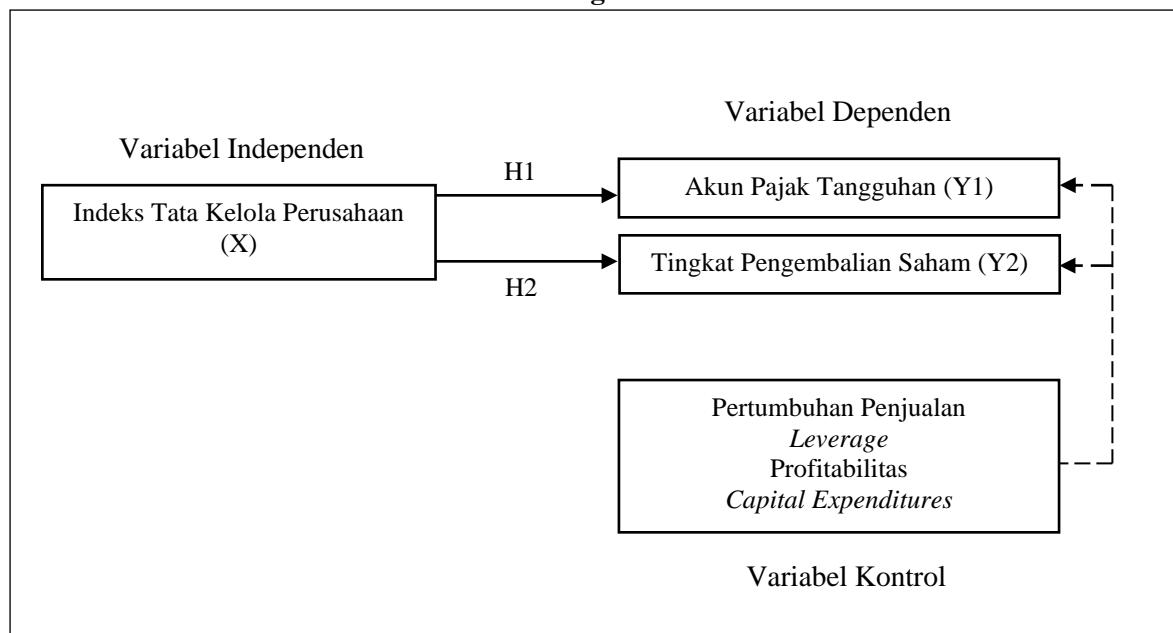 Variabel Independen
Indeks Tata Kelola Perusahaan
(X)
H1
H2
Variabel Dependen
Akun Pajak Tangguhan (Y1)
Tingkat Pengembalian Saham (Y2)
Pertumbuhan Penjualan
Leverage
Profitabilitas
Capital Expenditures
Variabel Kontrol